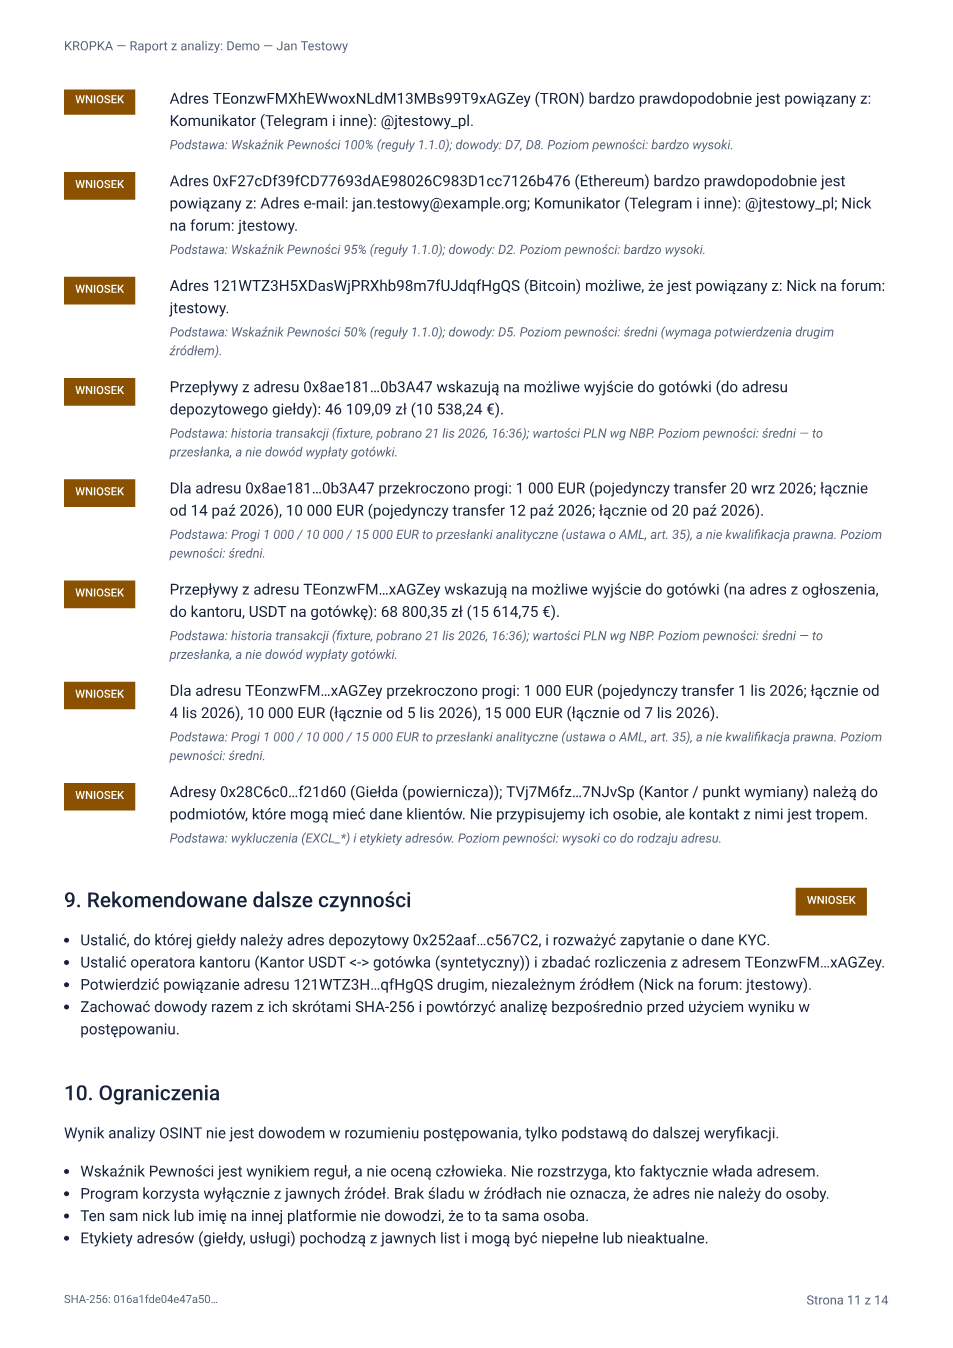 KROPKA — Raport z analizy: Demo — Jan Testowy
WNIOSEK
Adres TEonzwFMXhEWwoxNLdM13MBs99T9xAGZey (TRON) bardzo prawdopodobnie jest powiązany z:
Komunikator (Telegram i inne): @jtestowy_pl.
Podstawa: Wskaźnik Pewności 100% (reguły 1.1.0); dowody: D7, D8. Poziom pewności: bardzo wysoki.
WNIOSEK
Adres 0xF27cDf39fCD77693dAE98026C983D1cc7126b476 (Ethereum) bardzo prawdopodobnie jest
powiązany z: Adres e-mail: jan.testowy@example.org; Komunikator (Telegram i inne): @jtestowy_pl; Nick
na forum: jtestowy.
Podstawa: Wskaźnik Pewności 95% (reguły 1.1.0); dowody: D2. Poziom pewności: bardzo wysoki.
WNIOSEK
Adres 121WTZ3H5XDasWjPRXhb98m7fUJdqfHgQS (Bitcoin) możliwe, że jest powiązany z: Nick na forum:
jtestowy.
Podstawa: Wskaźnik Pewności 50% (reguły 1.1.0); dowody: D5. Poziom pewności: średni (wymaga potwierdzenia drugim
źródłem).
WNIOSEK
Przepływy z adresu 0x8ae181…0b3A47 wskazują na możliwe wyjście do gotówki (do adresu
depozytowego giełdy): 46 109,09 zł (10 538,24 €).
Podstawa: historia transakcji (fixture, pobrano 21 lis 2026, 16:36); wartości PLN wg NBP. Poziom pewności: średni — to
przesłanka, a nie dowód wypłaty gotówki.
WNIOSEK
Dla adresu 0x8ae181…0b3A47 przekroczono progi: 1 000 EUR (pojedynczy transfer 20 wrz 2026; łącznie
od 14 paź 2026), 10 000 EUR (pojedynczy transfer 12 paź 2026; łącznie od 20 paź 2026).
Podstawa: Progi 1 000 / 10 000 / 15 000 EUR to przesłanki analityczne (ustawa o AML, art. 35), a nie kwalifikacja prawna. Poziom
pewności: średni.
WNIOSEK
Przepływy z adresu TEonzwFM…xAGZey wskazują na możliwe wyjście do gotówki (na adres z ogłoszenia,
do kantoru, USDT na gotówkę): 68 800,35 zł (15 614,75 €).
Podstawa: historia transakcji (fixture, pobrano 21 lis 2026, 16:36); wartości PLN wg NBP. Poziom pewności: średni — to
przesłanka, a nie dowód wypłaty gotówki.
WNIOSEK
Dla adresu TEonzwFM…xAGZey przekroczono progi: 1 000 EUR (pojedynczy transfer 1 lis 2026; łącznie od
4 lis 2026), 10 000 EUR (łącznie od 5 lis 2026), 15 000 EUR (łącznie od 7 lis 2026).
Podstawa: Progi 1 000 / 10 000 / 15 000 EUR to przesłanki analityczne (ustawa o AML, art. 35), a nie kwalifikacja prawna. Poziom
pewności: średni.
WNIOSEK
Adresy 0x28C6c0…f21d60 (Giełda (powiernicza)); TVj7M6fz…7NJvSp (Kantor / punkt wymiany) należą do
podmiotów, które mogą mieć dane klientów. Nie przypisujemy ich osobie, ale kontakt z nimi jest tropem.
Podstawa: wykluczenia (EXCL_*) i etykiety adresów. Poziom pewności: wysoki co do rodzaju adresu.
9. Rekomendowane dalsze czynności
WNIOSEK
• Ustalić, do której giełdy należy adres depozytowy 0x252aaf…c567C2, i rozważyć zapytanie o dane KYC.
• Ustalić operatora kantoru (Kantor USDT <-> gotówka (syntetyczny)) i zbadać rozliczenia z adresem TEonzwFM…xAGZey.
• Potwierdzić powiązanie adresu 121WTZ3H…qfHgQS drugim, niezależnym źródłem (Nick na forum: jtestowy).
• Zachować dowody razem z ich skrótami SHA-256 i powtórzyć analizę bezpośrednio przed użyciem wyniku w
postępowaniu.
10. Ograniczenia
Wynik analizy OSINT nie jest dowodem w rozumieniu postępowania, tylko podstawą do dalszej weryfikacji.
• Wskaźnik Pewności jest wynikiem reguł, a nie oceną człowieka. Nie rozstrzyga, kto faktycznie włada adresem.
• Program korzysta wyłącznie z jawnych źródeł. Brak śladu w źródłach nie oznacza, że adres nie należy do osoby.
• Ten sam nick lub imię na innej platformie nie dowodzi, że to ta sama osoba.
• Etykiety adresów (giełdy, usługi) pochodzą z jawnych list i mogą być niepełne lub nieaktualne.
SHA-256: 016a1fde04e47a50…
Strona 11 z 14